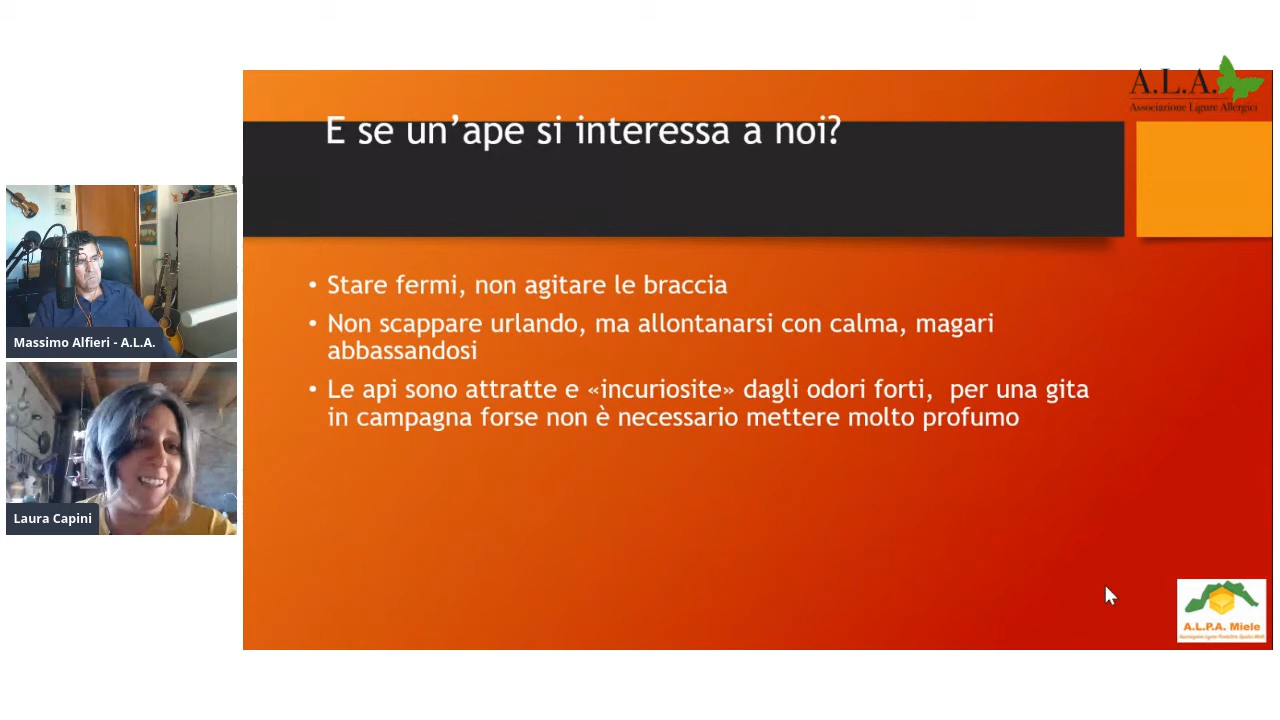 A.L.A.
Associazione Ligure Allergici
E se un’ape si interessa a noi?
• Stare fermi, non agitare le braccia
• Non scappare urlando, ma allontanarsi con calma, magari
abbassandosi
• Le api sono attratte e «incuriosite» dagli odori forti,  per una gita
in campagna forse non è necessario mettere molto profumo
Massimo Alfieri - A.L.A.
Laura Capini
A.L.P.A. Miele